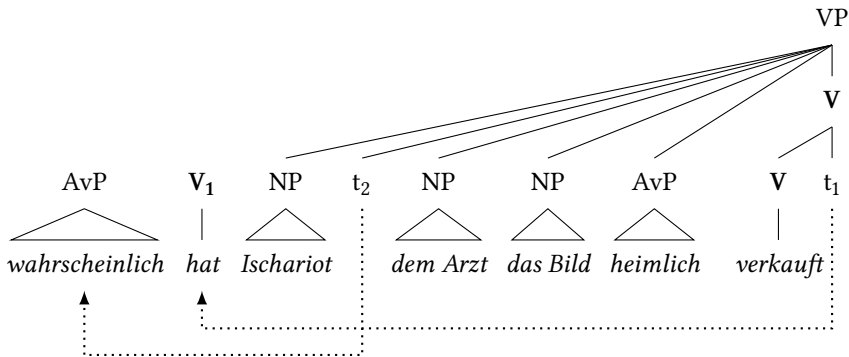 VP
V
AvP V₁ NP t₂ NP NP AvP V t₁
wahrscheinlich hat Ischariot dem Arzt das Bild heimlich verkauft